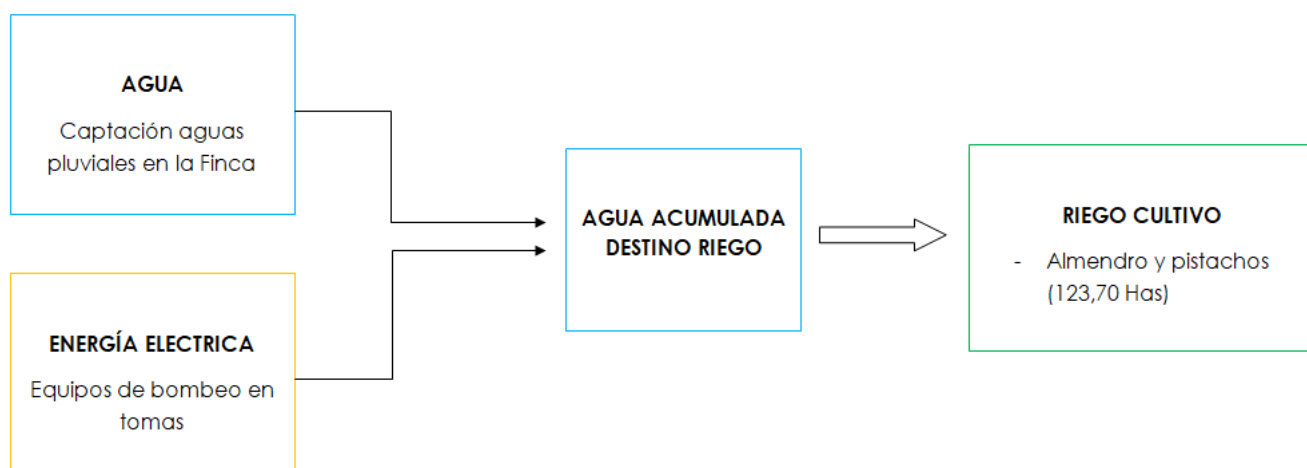 AGUA
Captación aguas
pluviales en la Finca
ENERGÍA ELECTRICA
Equipos de bombeo en
tomas
AGUA ACUMULADA
DESTINO RIEGO
RIEGO CULTIVO
- Almendro y pistachos
(123,70 Has)